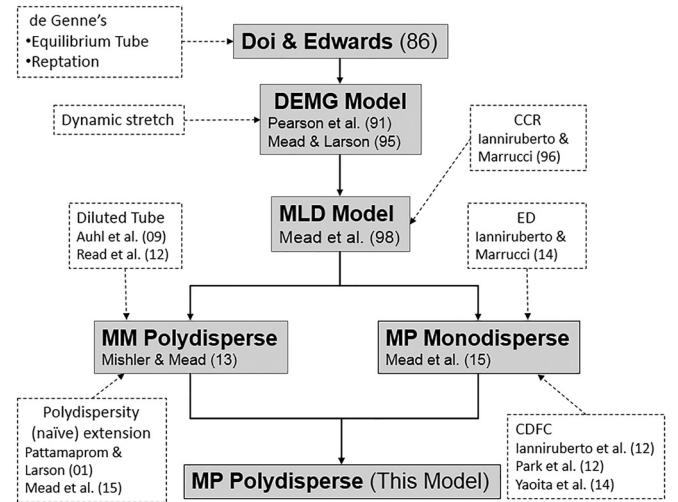 de Genne's
•Equilibrium Tube
•Reptation
Doi & Edwards (86)
DEMG Model
Pearson et al. (91)
Mead & Larson (95)
Dynamic stretch
CCR
Ianniruberto &
Marrucci (96)
MLD Model
Mead et al. (98)
Diluted Tube
Auhl et al. (09)
Read et al. (12)
ED
Ianniruberto &
Marrucci (14)
MM Polydisperse
Mishler & Mead (13)
MP Monodisperse
Mead et al. (15)
Polydispersity
(naïve) extension
Pattamaprom &
Larson (01)
Mead et al. (15)
CDFC
Ianniruberto et al. (12)
Park et al. (12)
Yaoita et al. (14)
MP Polydisperse (This Model)